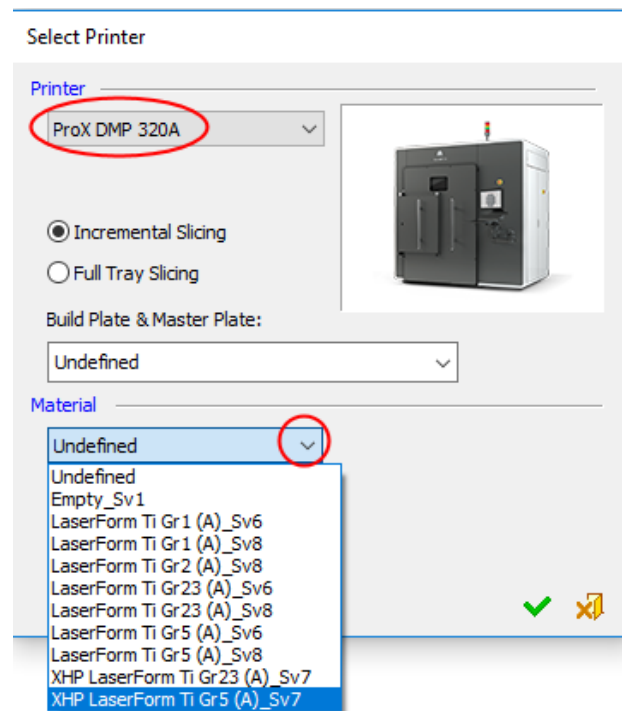 Select Printer
Printer
ProX DMP 320A
Incremental Slicing
Full Tray Slicing
Build Plate & Master Plate:
Undefined
Material
Undefined
Undefined
Empty_Sv1
LaserForm Ti Gr1 (A)_Sv6
LaserForm Ti Gr1 (A)_Sv8
LaserForm Ti Gr2 (A)_Sv8
LaserForm Ti Gr23 (A)_Sv6
LaserForm Ti Gr23 (A)_Sv8
LaserForm Ti Gr5 (A)_Sv6
LaserForm Ti Gr5 (A)_Sv8
XHP LaserForm Ti Gr23 (A)_Sv7
XHP LaserForm Ti Gr5 (A)_Sv7